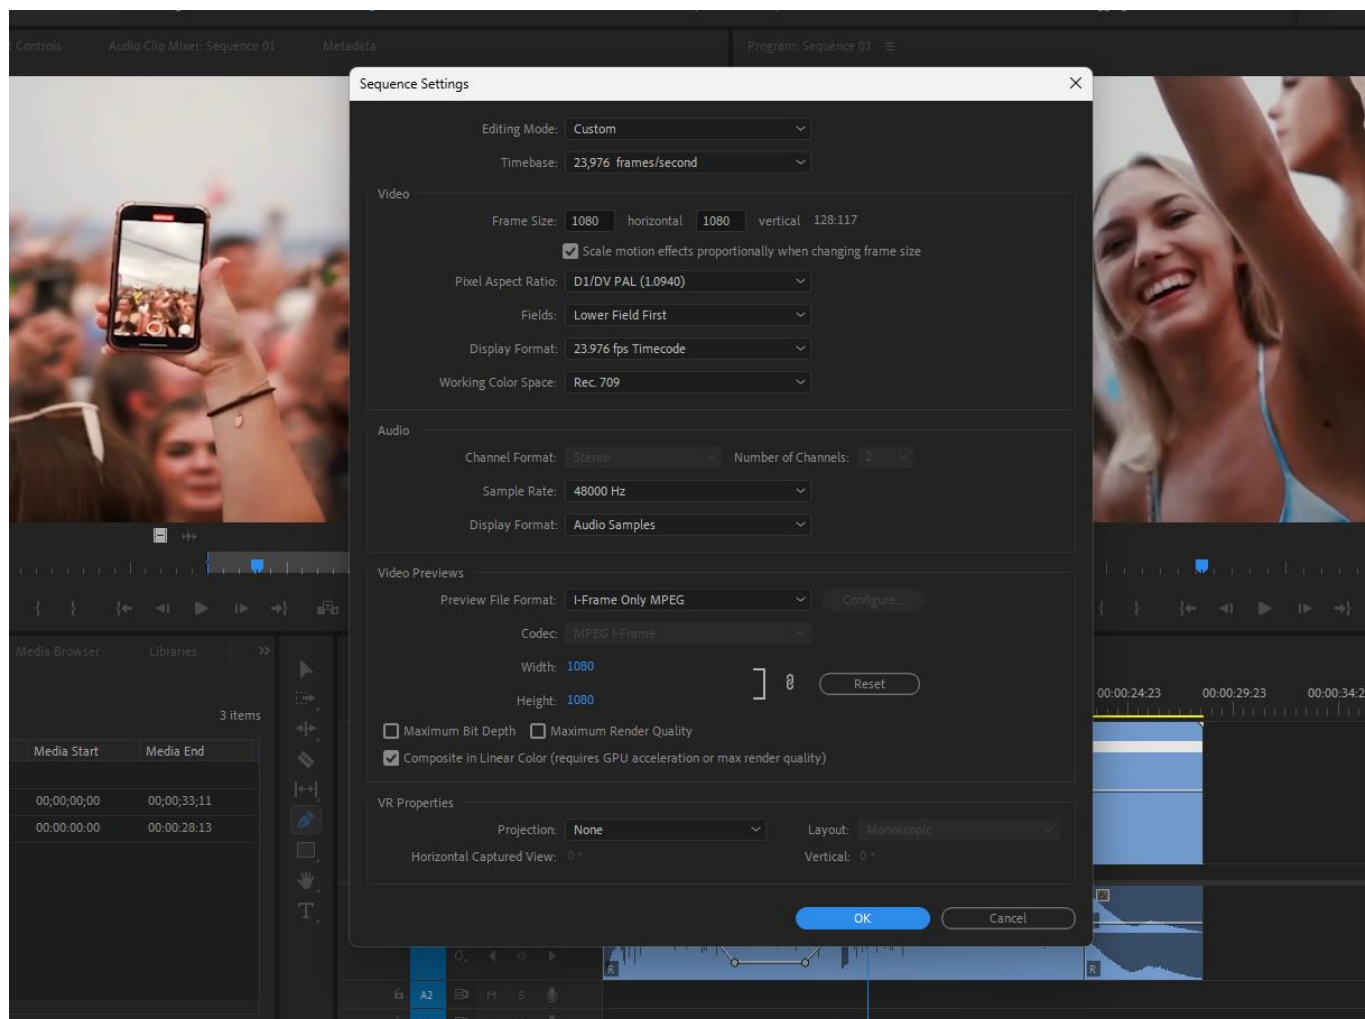 t Controls Audio Clip Mixer: Sequence 01 Metadata Program: Sequence 01
Sequence Settings
Editing Mode: Custom
Timebase: 23,976 frames/second
Video
Frame Size: 1080 horizontal 1080 vertical 128:117
Scale motion effects proportionally when changing frame size
Pixel Aspect Ratio: D1/DV PAL (1.0940)
Fields: Lower Field First
Display Format: 23.976 fps Timecode
Working Color Space: Rec. 709
Audio
Channel Format: Stereo Number of Channels: 2
Sample Rate: 48000 Hz
Display Format: Audio Samples
Video Previews
Preview File Format: I-Frame Only MPEG Configure...
Codec: MPEG I-Frame
Width: 1080
Height: 1080
Reset
Maximum Bit Depth Maximum Render Quality
Composite in Linear Color (requires GPU acceleration or max render quality)
VR Properties
Projection: None Layout: Monoscopic
Horizontal Captured View: 0 ° Vertical: 0 °
OK Cancel
Media Browser Libraries
3 items
Media Start Media End
00;00;00;00 00;00;33;11
00:00:00:00 00:00:28:13
00:00:24:23 00:00:29:23 00:00:34:2
fx
R R
A2 M S